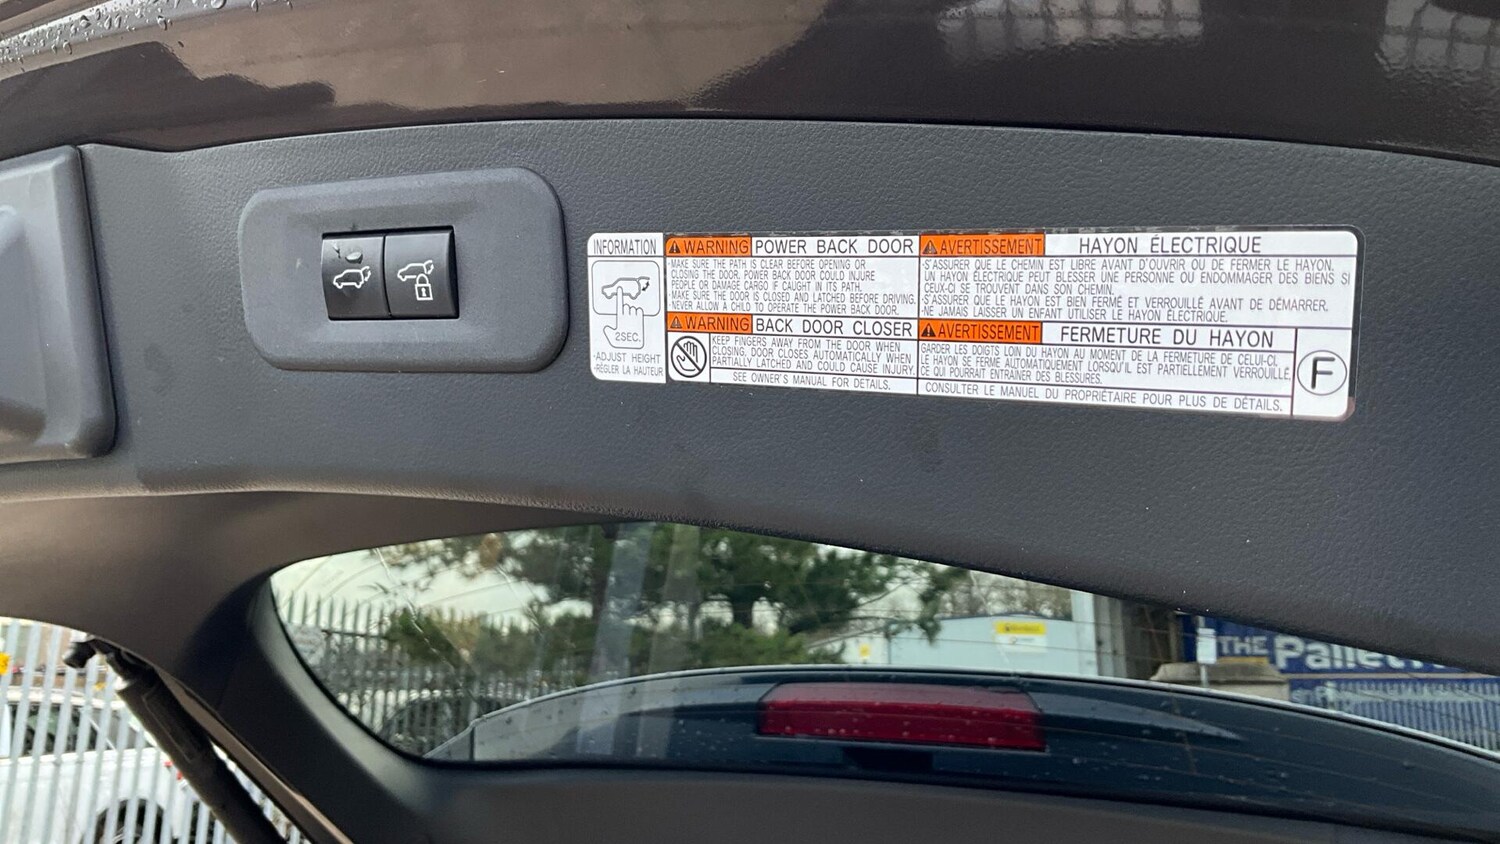 INFORMATION
2SEC.
·ADJUST HEIGHT
·RÉGLER LA HAUTEUR
WARNING POWER BACK DOOR
·MAKE SURE THE PATH IS CLEAR BEFORE OPENING OR
CLOSING THE DOOR. POWER BACK DOOR COULD INJURE
PEOPLE OR DAMAGE CARGO IF CAUGHT IN ITS PATH.
·MAKE SURE THE DOOR IS CLOSED AND LATCHED BEFORE DRIVING.
·NEVER ALLOW A CHILD TO OPERATE THE POWER BACK DOOR.
WARNING BACK DOOR CLOSER
KEEP FINGERS AWAY FROM THE DOOR WHEN
CLOSING. DOOR CLOSES AUTOMATICALLY WHEN
PARTIALLY LATCHED AND COULD CAUSE INJURY.
SEE OWNER'S MANUAL FOR DETAILS.
AVERTISSEMENT HAYON ÉLECTRIQUE
·S'ASSURER QUE LE CHEMIN EST LIBRE AVANT D'OUVRIR OU DE FERMER LE HAYON.
UN HAYON ÉLECTRIQUE PEUT BLESSER UNE PERSONNE OU ENDOMMAGER DES BIENS SI
CEUX-CI SE TROUVENT DANS SON CHEMIN.
·S'ASSURER QUE LE HAYON EST BIEN FERMÉ ET VERROUILLÉ AVANT DE DÉMARRER.
·NE JAMAIS LAISSER UN ENFANT UTILISER LE HAYON ÉLECTRIQUE.
AVERTISSEMENT FERMETURE DU HAYON
GARDER LES DOIGTS LOIN DU HAYON AU MOMENT DE LA FERMETURE DE CELUI-CI.
LE HAYON SE FERME AUTOMATIQUEMENT LORSQU'IL EST PARTIELLEMENT VERROUILLÉ,
CE QUI POURRAIT ENTRAÎNER DES BLESSURES.
CONSULTER LE MANUEL DU PROPRIÉTAIRE POUR PLUS DE DÉTAILS.
F
THE Pallet